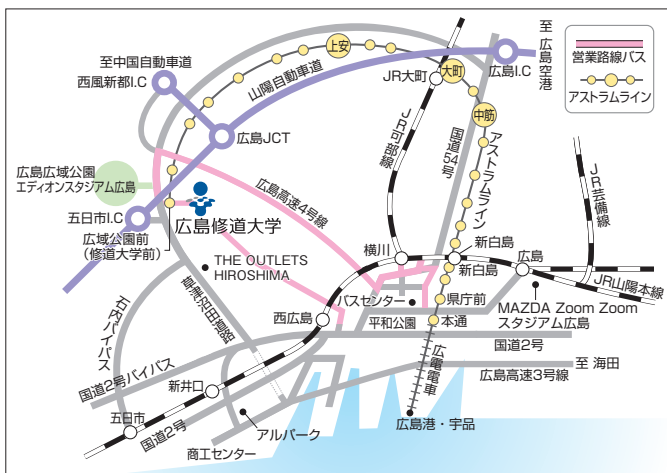 至中国自動車道
西風新都I.C
上安
山陽自動車道
広島JCT
JR大町
大町
中筋
広島I.C
至広島空港
営業路線バス
アストラムライン
JR可部線
国道54号
アストラムライン
JR芸備線
広島広域公園
エディオンスタジアム広島
五日市I.C
広域公園前
（修道大学前）
広島修道大学
広島高速4号線
THE OUTLETS
HIROSHIMA
横川
新白島
新白島
広島
JR山陽本線
バスセンター
県庁前
平和公園
本通
MAZDA Zoom Zoom
スタジアム広島
西広島
石内バイパス
草津沼田道路
国道2号バイパス
国道2号
至 海田
広島高速3号線
広電電車
新井口
五日市
国道2号
アルパーク
商工センター
広島港・宇品